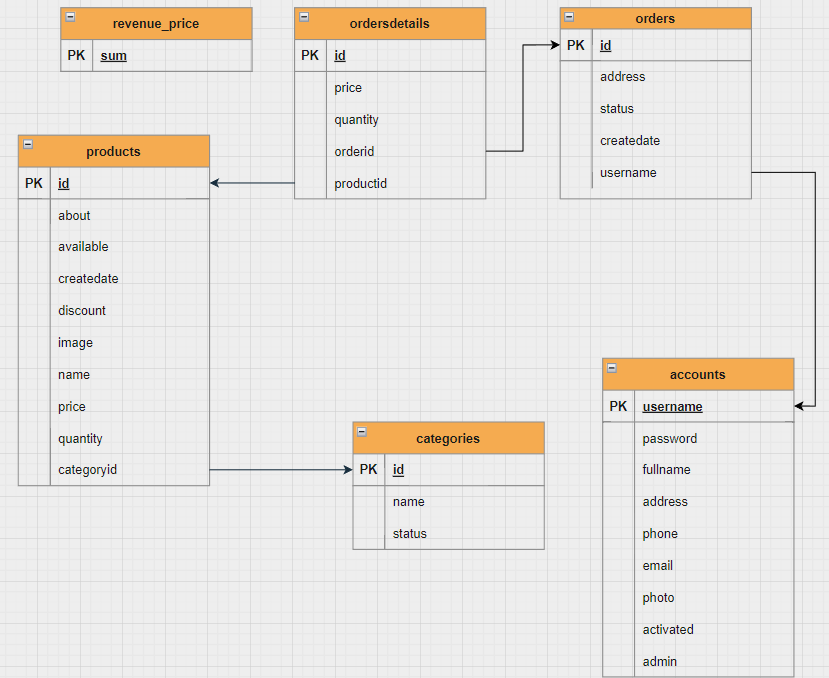 revenue_price
PK sum
ordersdetails
PK id
price
quantity
orderid
productid
orders
PK id
address
status
createdate
username
products
PK id
about
available
createdate
discount
image
name
price
quantity
categoryid
categories
PK id
name
status
accounts
PK username
password
fullname
address
phone
email
photo
activated
admin